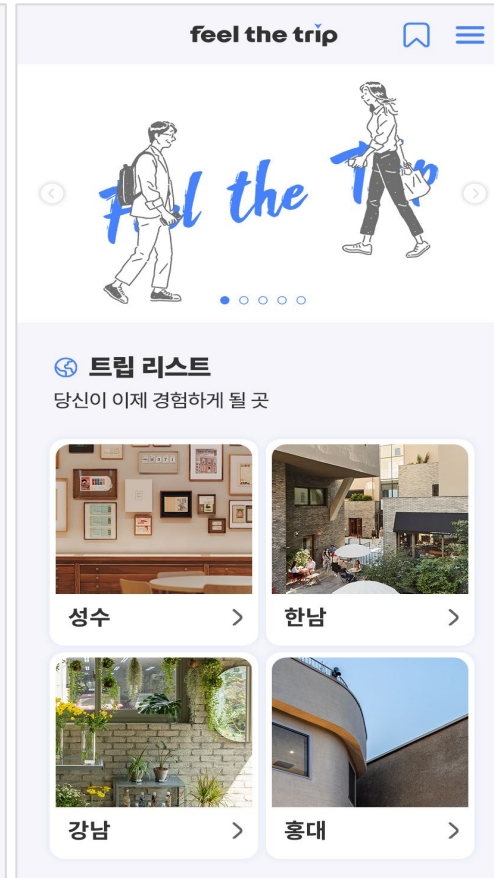 feel the trip
Feel the Trip
트립 리스트
당신이 이제 경험하게 될 곳
성수
한남
강남
홍대